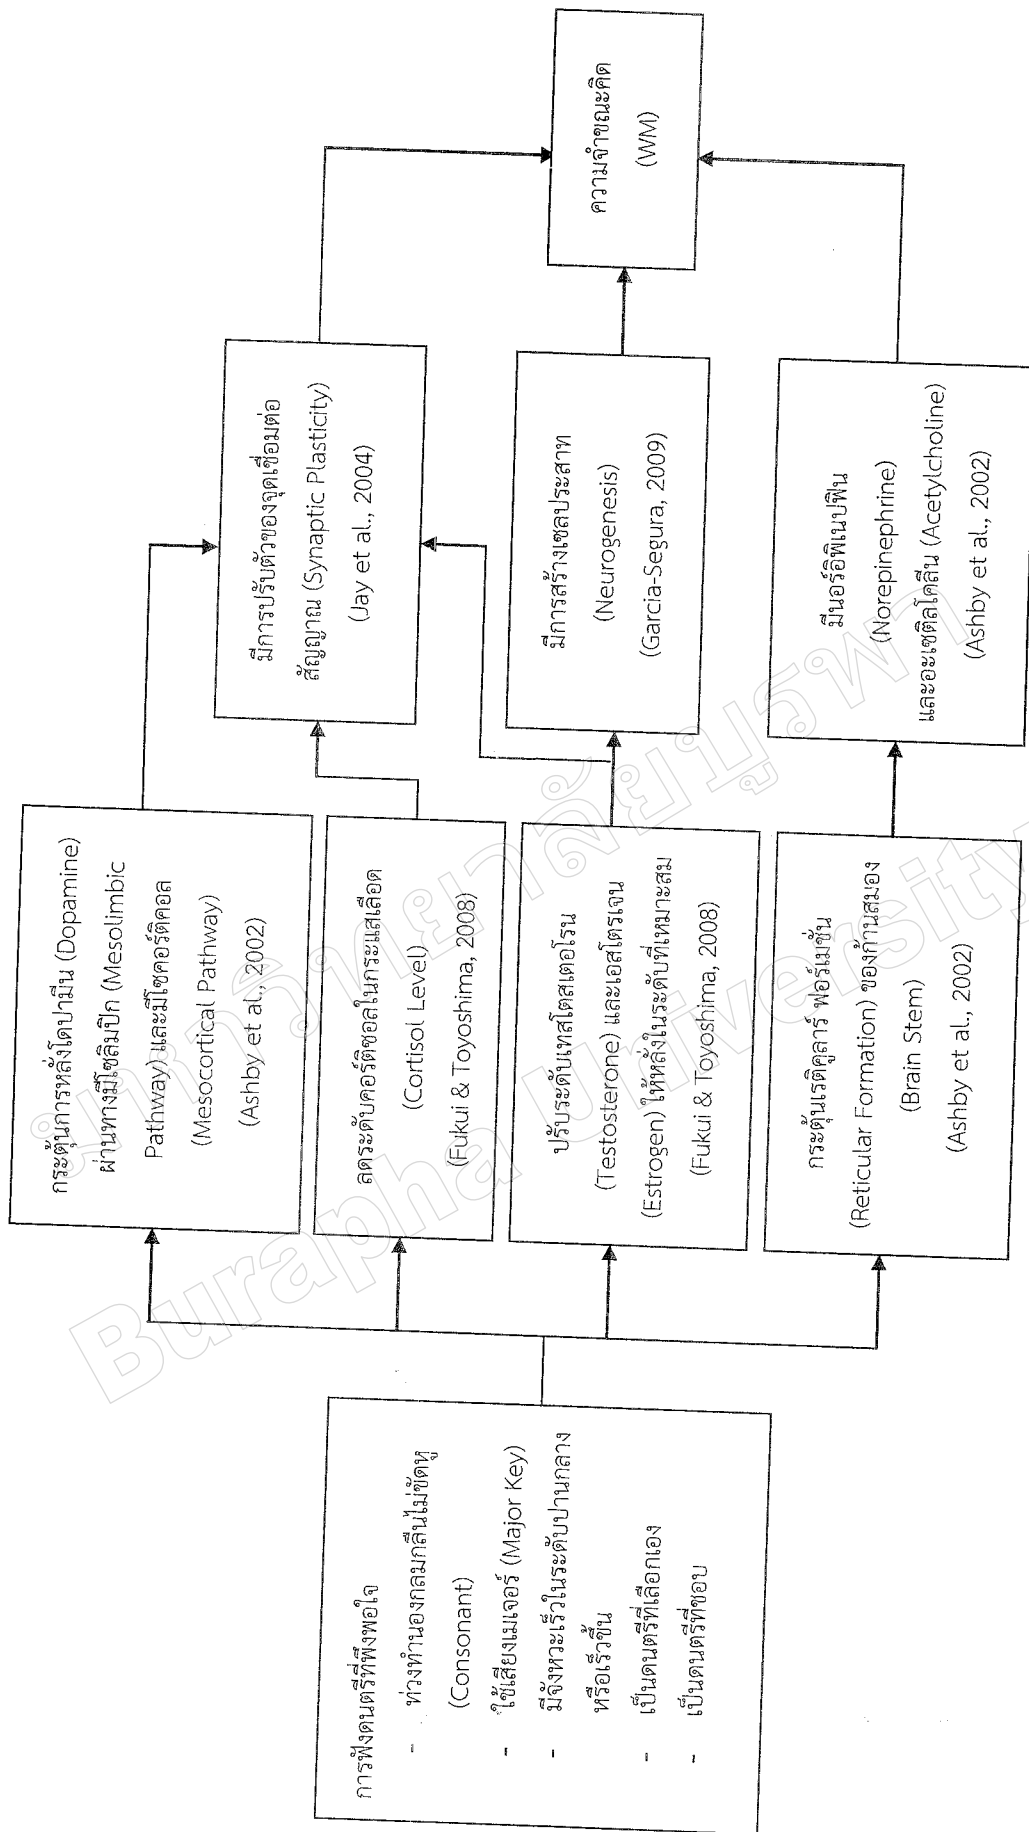 การฟังดนตรีที่พึงพอใจ
- ท่วงทำนองกลมกลืนไม่ขัดหู
(Consonant)
- ใช้เสียงเมเจอร์ (Major Key)
- มีจังหวะเร็วในระดับปานกลาง
หรือเร็วขึ้น
- เป็นดนตรีที่เลือกเอง
- เป็นดนตรีที่ชอบ
กระตุ้นการหลั่งโดปามีน (Dopamine)
ผ่านทางมีโซลิมบิก (Mesolimbic
Pathway) และมีโซคอร์ติคอล
(Mesocortical Pathway)
(Ashby et al., 2002)
ลดระดับคอร์ติซอลในกระแสเลือด
(Cortisol Level)
(Fukui & Toyoshima, 2008)
ปรับระดับเทสโตสเตอโรน
(Testosterone) และเอสโตรเจน
(Estrogen) ให้หลั่งในระดับที่เหมาะสม
(Fukui & Toyoshima, 2008)
กระตุ้นเรติคูลาร์ ฟอร์เมชั่น
(Reticular Formation) ของก้านสมอง
(Brain Stem)
(Ashby et al., 2002)
มีการปรับตัวของจุดเชื่อมต่อ
สัญญาณ (Synaptic Plasticity)
(Jay et al., 2004)
มีการสร้างเซลประสาท
(Neurogenesis)
(Garcia-Segura, 2009)
มีนอร์อิพิเนปฟิน
(Norepinephrine)
และอะเซติลโคลีน (Acetylcholine)
(Ashby et al., 2002)
ความจำขณะคิด
(WM)
มหาวิทยาลัยบูรพา
Burapha University